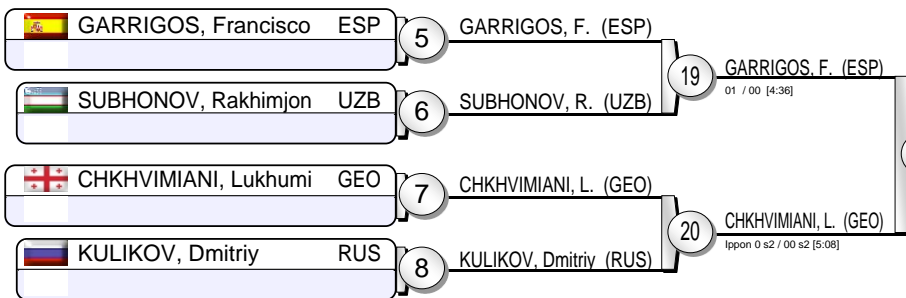 GARRIGOS, Francisco ESP
5
GARRIGOS, F. (ESP)
SUBHONOV, Rakhimjon UZB
6
SUBHONOV, R. (UZB)
19
GARRIGOS, F. (ESP)
01 / 00 [4:36]
CHKHVIMIANI, Lukhumi GEO
7
CHKHVIMIANI, L. (GEO)
KULIKOV, Dmitriy RUS
8
KULIKOV, Dmitriy (RUS)
20
CHKHVIMIANI, L. (GEO)
Ippon 0 s2 / 00 s2 [5:08]